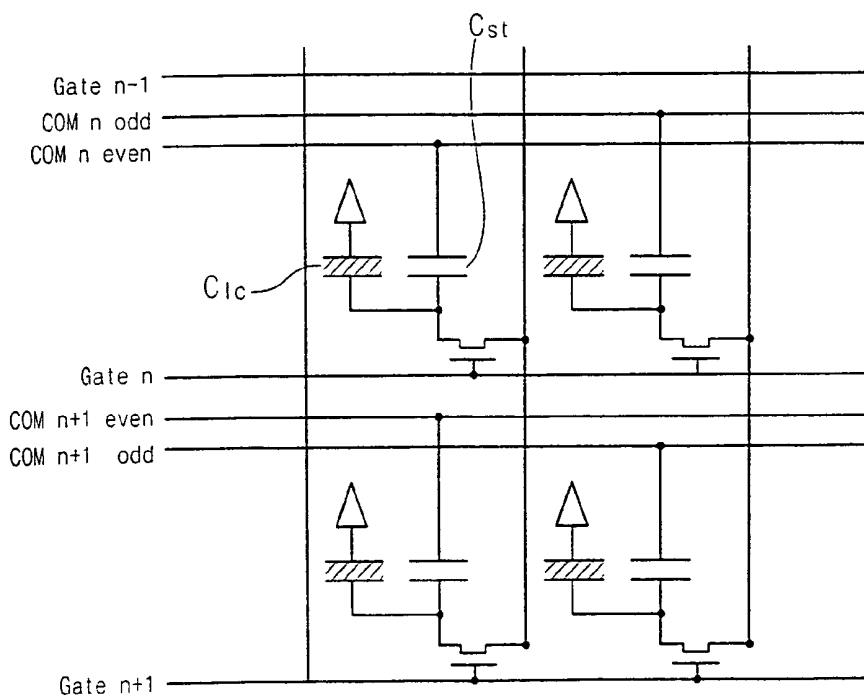 Cst
Gate n-1
COM n odd
COM n even
Clc
Gate n
COM n+1 even
COM n+1 odd
Gate n+1